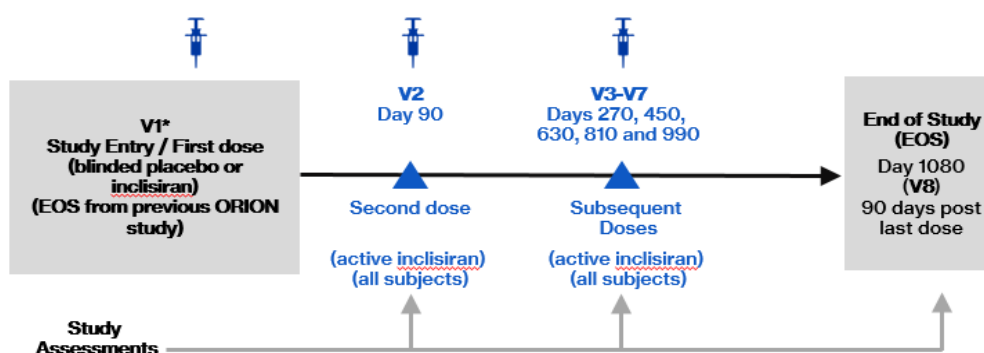 V1*
Study Entry / First dose
(blinded placebo or
inclisiran)
(EOS from previous ORION
study)
V2
Day 90
Second dose
(active inclisiran)
(all subjects)
V3-V7
Days 270, 450,
630, 810 and 990
Subsequent
Doses
(active inclisiran)
(all subjects)
End of Study
(EOS)
Day 1080
(V8)
90 days post
last dose
Study
Assessments